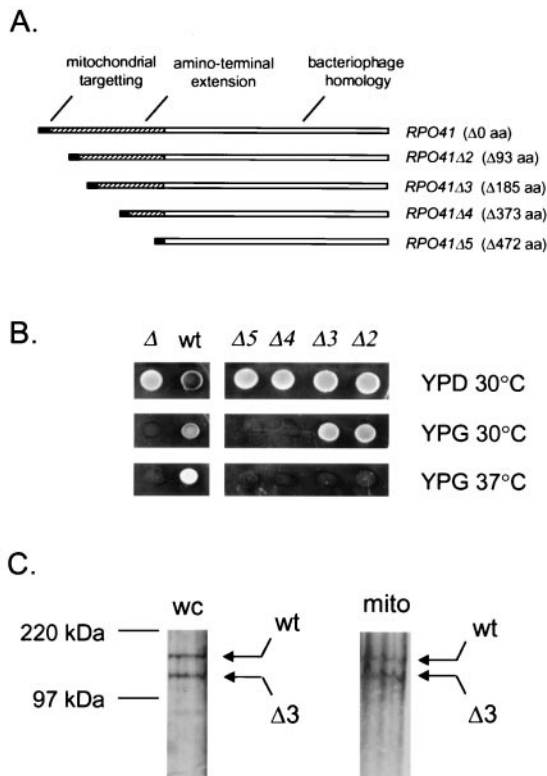 A.
mitochondrial targetting
amino-terminal extension
bacteriophage homology
RPO41 (Δ0 aa)
RPO41Δ2 (Δ93 aa)
RPO41Δ3 (Δ185 aa)
RPO41Δ4 (Δ373 aa)
RPO41Δ5 (Δ472 aa)
B.
Δ wt Δ5 Δ4 Δ3 Δ2
YPD 30°C
YPG 30°C
YPG 37°C
C.
wc mito
220 kDa
wt wt
97 kDa
Δ3 Δ3